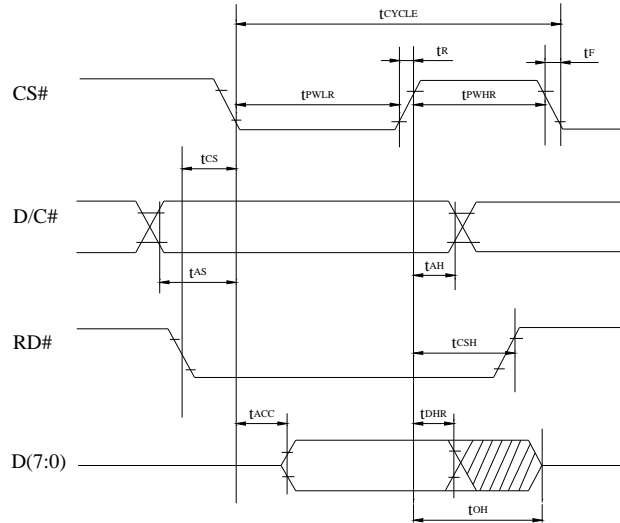 tCYCLE
tR
tF
CS#
tPWLR
tPWHR
tCS
D/C#
tAS
tAH
RD#
tCSH
tACC
tDHR
D(7:0)
tOH